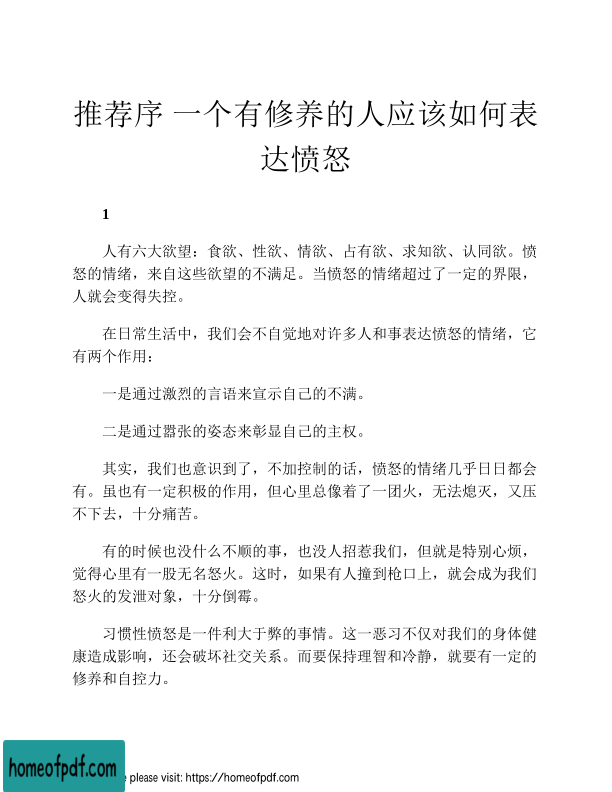 推荐序 一个有修养的人应该如何表
达愤怒
1
人有六大欲望：食欲、性欲、情欲、占有欲、求知欲、认同欲。愤
怒的情绪，来自这些欲望的不满足。当愤怒的情绪超过了一定的界限，
人就会变得失控。
在日常生活中，我们会不自觉地对许多人和事表达愤怒的情绪，它
有两个作用：
一是通过激烈的言语来宣示自己的不满。
二是通过嚣张的姿态来彰显自己的主权。
其实，我们也意识到了，不加控制的话，愤怒的情绪几乎日日都会
有。虽也有一定积极的作用，但心里总像着了一团火，无法熄灭，又压
不下去，十分痛苦。
有的时候也没什么不顺的事，也没人招惹我们，但就是特别心烦，
觉得心里有一股无名怒火。这时，如果有人撞到枪口上，就会成为我们
怒火的发泄对象，十分倒霉。
习惯性愤怒是一件利大于弊的事情。这一恶习不仅对我们的身体健
康造成影响，还会破坏社交关系。而要保持理智和冷静，就要有一定的
修养和自控力。
homeofpdf.com
e please visit: https://homeofpdf.com